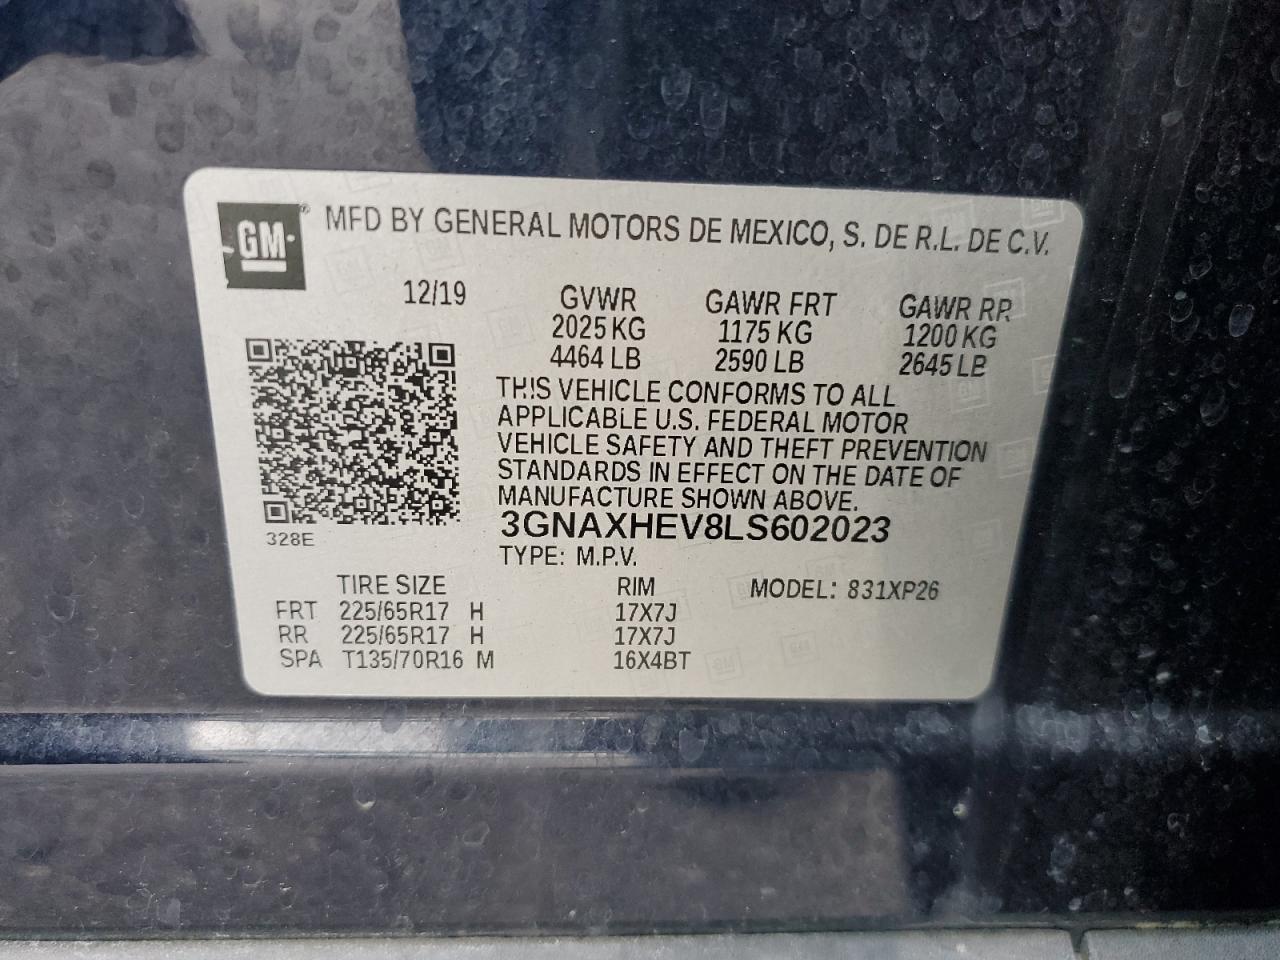 GM ® MFD BY GENERAL MOTORS DE MEXICO, S. DE R.L. DE C.V.
12/19 GVWR GAWR FRT GAWR RR
2025 KG 1175 KG 1200 KG
4464 LB 2590 LB 2645 LB
THIS VEHICLE CONFORMS TO ALL
APPLICABLE U.S. FEDERAL MOTOR
VEHICLE SAFETY AND THEFT PREVENTION
STANDARDS IN EFFECT ON THE DATE OF
MANUFACTURE SHOWN ABOVE.
3GNAXHEV8LS602023
328E
TYPE: M.P.V.
TIRE SIZE RIM MODEL: 831XP26
FRT 225/65R17 H 17X7J
RR 225/65R17 H 17X7J
SPA T135/70R16 M 16X4BT